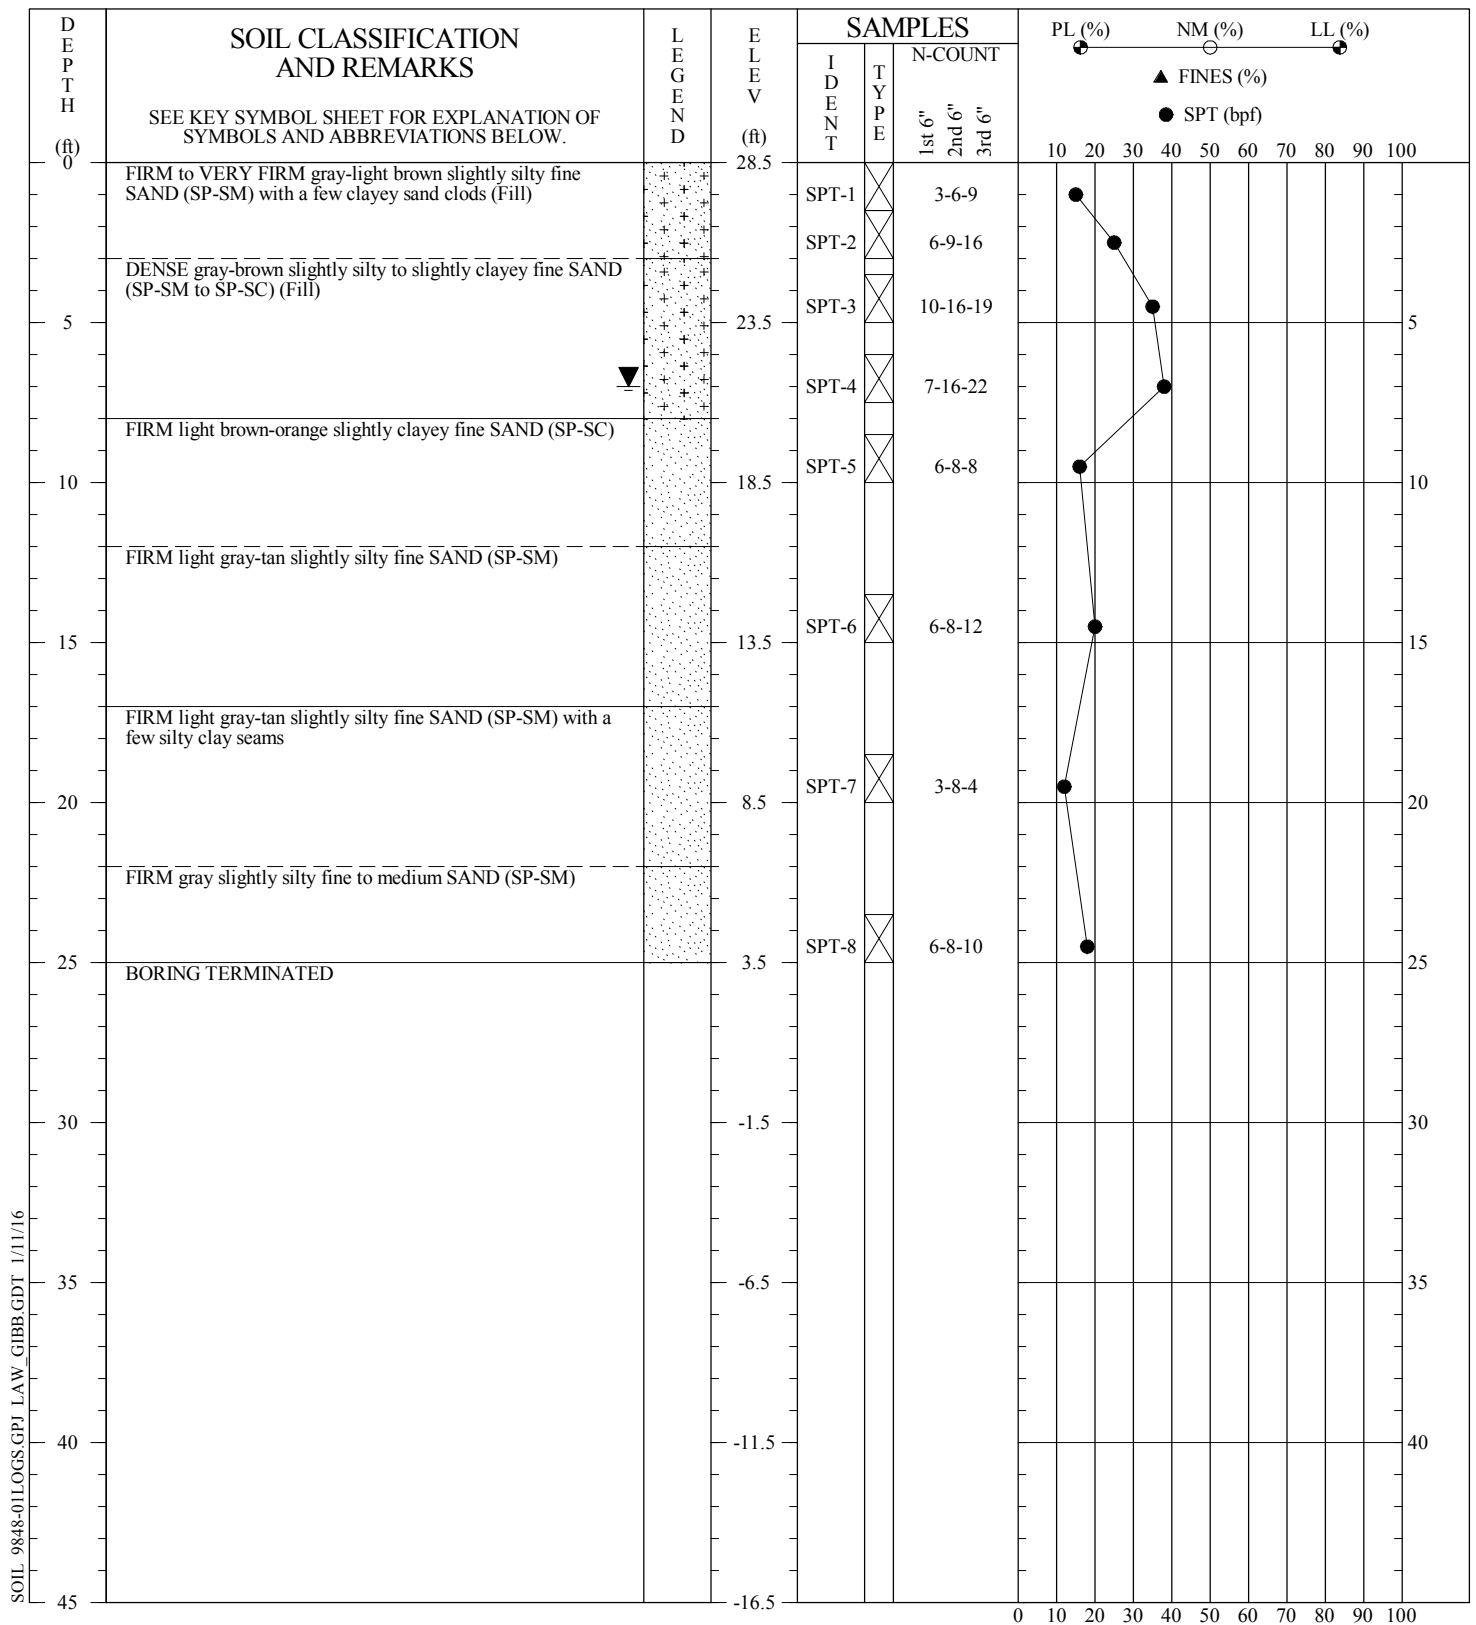 DEPTH
(ft)
SOIL CLASSIFICATION
AND REMARKS
SEE KEY SYMBOL SHEET FOR EXPLANATION OF
SYMBOLS AND ABBREVIATIONS BELOW.
LEGEND
ELEV
(ft)
SAMPLES
IDENT
TYPE
N-COUNT
1st 6"
2nd 6"
3rd 6"
PL (%) NM (%) LL (%)
▲ FINES (%)
● SPT (bpf)
10 20 30 40 50 60 70 80 90 100
0 28.5
FIRM to VERY FIRM gray-light brown slightly silty fine
SAND (SP-SM) with a few clayey sand clods (Fill)
SPT-1 3-6-9
SPT-2 6-9-16
DENSE gray-brown slightly silty to slightly clayey fine SAND
(SP-SM to SP-SC) (Fill)
SPT-3 10-16-19
5 23.5 5
SPT-4 7-16-22
FIRM light brown-orange slightly clayey fine SAND (SP-SC)
SPT-5 6-8-8
10 18.5 10
FIRM light gray-tan slightly silty fine SAND (SP-SM)
SPT-6 6-8-12
15 13.5 15
FIRM light gray-tan slightly silty fine SAND (SP-SM) with a
few silty clay seams
SPT-7 3-8-4
20 8.5 20
FIRM gray slightly silty fine to medium SAND (SP-SM)
SPT-8 6-8-10
25 3.5 25
BORING TERMINATED
30 -1.5 30
35 -6.5 35
40 -11.5 40
45 -16.5
0 10 20 30 40 50 60 70 80 90 100
SOIL 9848-01LOGS.GPJ LAW_GIBB.GDT 1/11/16